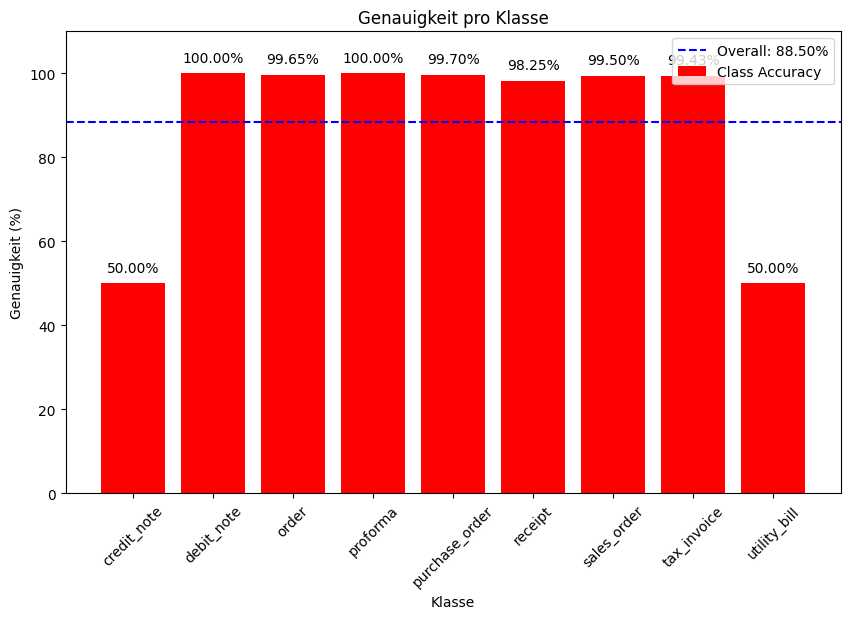 Genauigkeit pro Klasse
Overall: 88.50%
Class Accuracy
50.00%
100.00%
99.65%
100.00%
99.70%
98.25%
99.50%
99.43%
50.00%
Genauigkeit (%)
100
80
60
40
20
0
credit_note
debit_note
order
proforma
purchase_order
receipt
sales_order
tax_invoice
utility_bill
Klasse